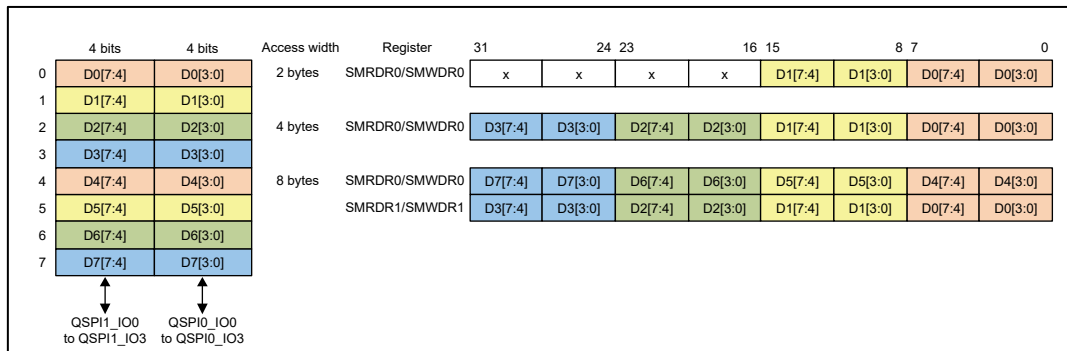 4 bits 4 bits Access width Register 31 24 23 16 15 8 7 0
0 D0[7:4] D0[3:0] 2 bytes SMRDR0/SMWDR0 x x x x D1[7:4] D1[3:0] D0[7:4] D0[3:0]
1 D1[7:4] D1[3:0]
2 D2[7:4] D2[3:0] 4 bytes SMRDR0/SMWDR0 D3[7:4] D3[3:0] D2[7:4] D2[3:0] D1[7:4] D1[3:0] D0[7:4] D0[3:0]
3 D3[7:4] D3[3:0]
4 D4[7:4] D4[3:0] 8 bytes SMRDR0/SMWDR0 D7[7:4] D7[3:0] D6[7:4] D6[3:0] D5[7:4] D5[3:0] D4[7:4] D4[3:0]
5 D5[7:4] D5[3:0] SMRDR1/SMWDR1 D3[7:4] D3[3:0] D2[7:4] D2[3:0] D1[7:4] D1[3:0] D0[7:4] D0[3:0]
6 D6[7:4] D6[3:0]
7 D7[7:4] D7[3:0]
QSPI1_IO0 QSPI0_IO0
to QSPI1_IO3 to QSPI0_IO3